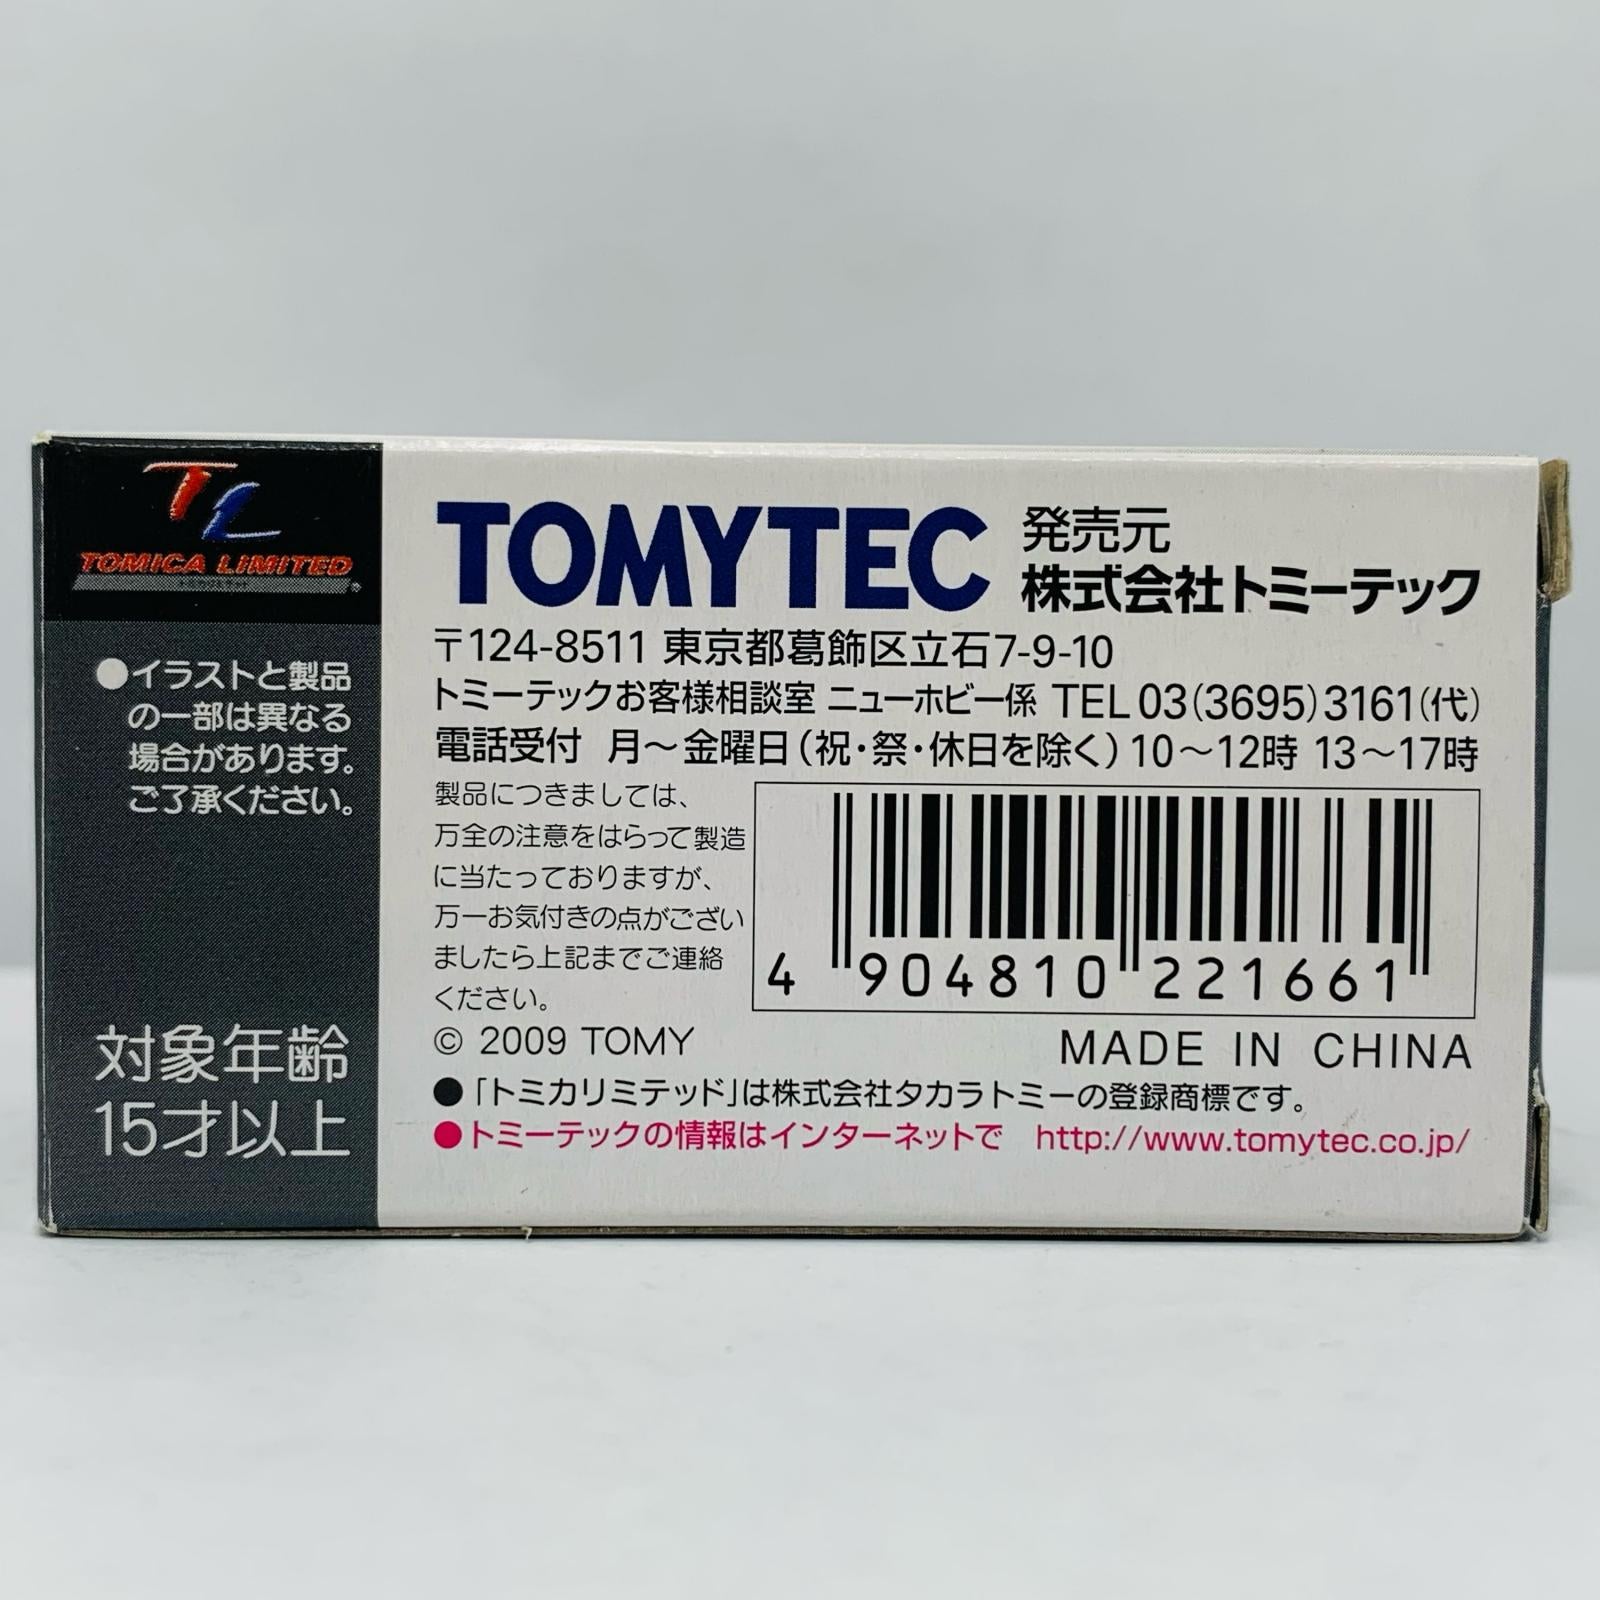 TL
TOMICA LIMITED
●イラストと製品
の一部は異なる
場合があります。
ご了承ください。
対象年齢
15才以上
TOMYTEC
発売元
株式会社トミーテック
〒124-8511 東京都葛飾区立石7-9-10
トミーテックお客様相談室 ニューホビー係 TEL 03(3695)3161(代)
電話受付 月～金曜日(祝・祭・休日を除く)10～12時 13～17時
製品につきましては、
万全の注意をはらって製造
に当たっておりますが、
万一お気付きの点がござい
ましたら上記までご連絡
ください。
4 904810 221661
© 2009 TOMY
MADE IN CHINA
●「トミカリミテッド」は株式会社タカラトミーの登録商標です。
●トミーテックの情報はインターネットで http://www.tomytec.co.jp/